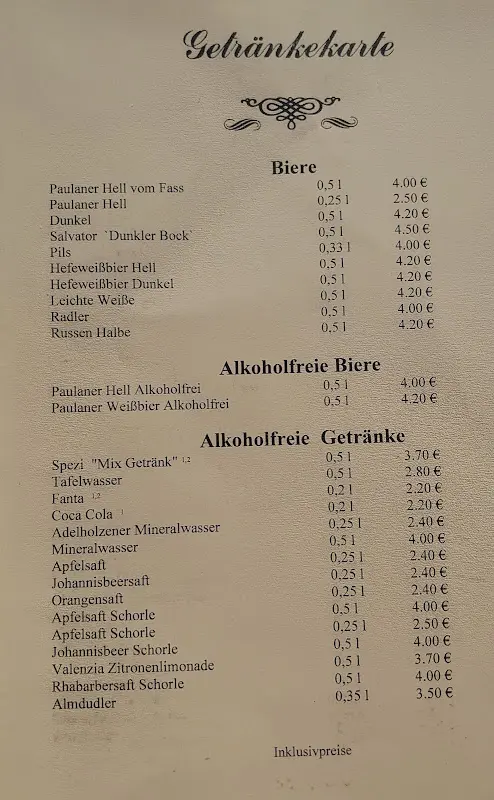 Getränkekarte
Biere
Paulaner Hell vom Fass 0,5 l 4.00 €
Paulaner Hell 0,25 l 2.50 €
Dunkel 0,5 l 4.20 €
Salvator `Dunkler Bock` 0,5 l 4.50 €
Pils 0,33 l 4.00 €
Hefeweißbier Hell 0,5 l 4.20 €
Hefeweißbier Dunkel 0,5 l 4.20 €
Leichte Weiße 0,5 l 4.20 €
Radler 0,5 l 4.00 €
Russen Halbe 0,5 l 4.20 €
Alkoholfreie Biere
Paulaner Hell Alkoholfrei 0,5 l 4.00 €
Paulaner Weißbier Alkoholfrei 0,5 l 4.20 €
Alkoholfreie Getränke
Spezi "Mix Getränk" 1,2 0,5 l 3.70 €
Tafelwasser 0,5 l 2.80 €
Fanta 1,2 0,2 l 2.20 €
Coca Cola 1 0,2 l 2.20 €
Adelholzener Mineralwasser 0,25 l 2.40 €
Mineralwasser 0,5 l 4.00 €
Apfelsaft 0,25 l 2.40 €
Johannisbeersaft 0,25 l 2.40 €
Orangensaft 0,25 l 2.40 €
Apfelsaft Schorle 0,5 l 4.00 €
Apfelsaft Schorle 0,25 l 2.50 €
Johannisbeer Schorle 0,5 l 4.00 €
Valenzia Zitronenlimonade 0,5 l 3.70 €
Rhabarbersaft Schorle 0,5 l 4.00 €
Almdudler 0,35 l 3.50 €
Inklusivpreise